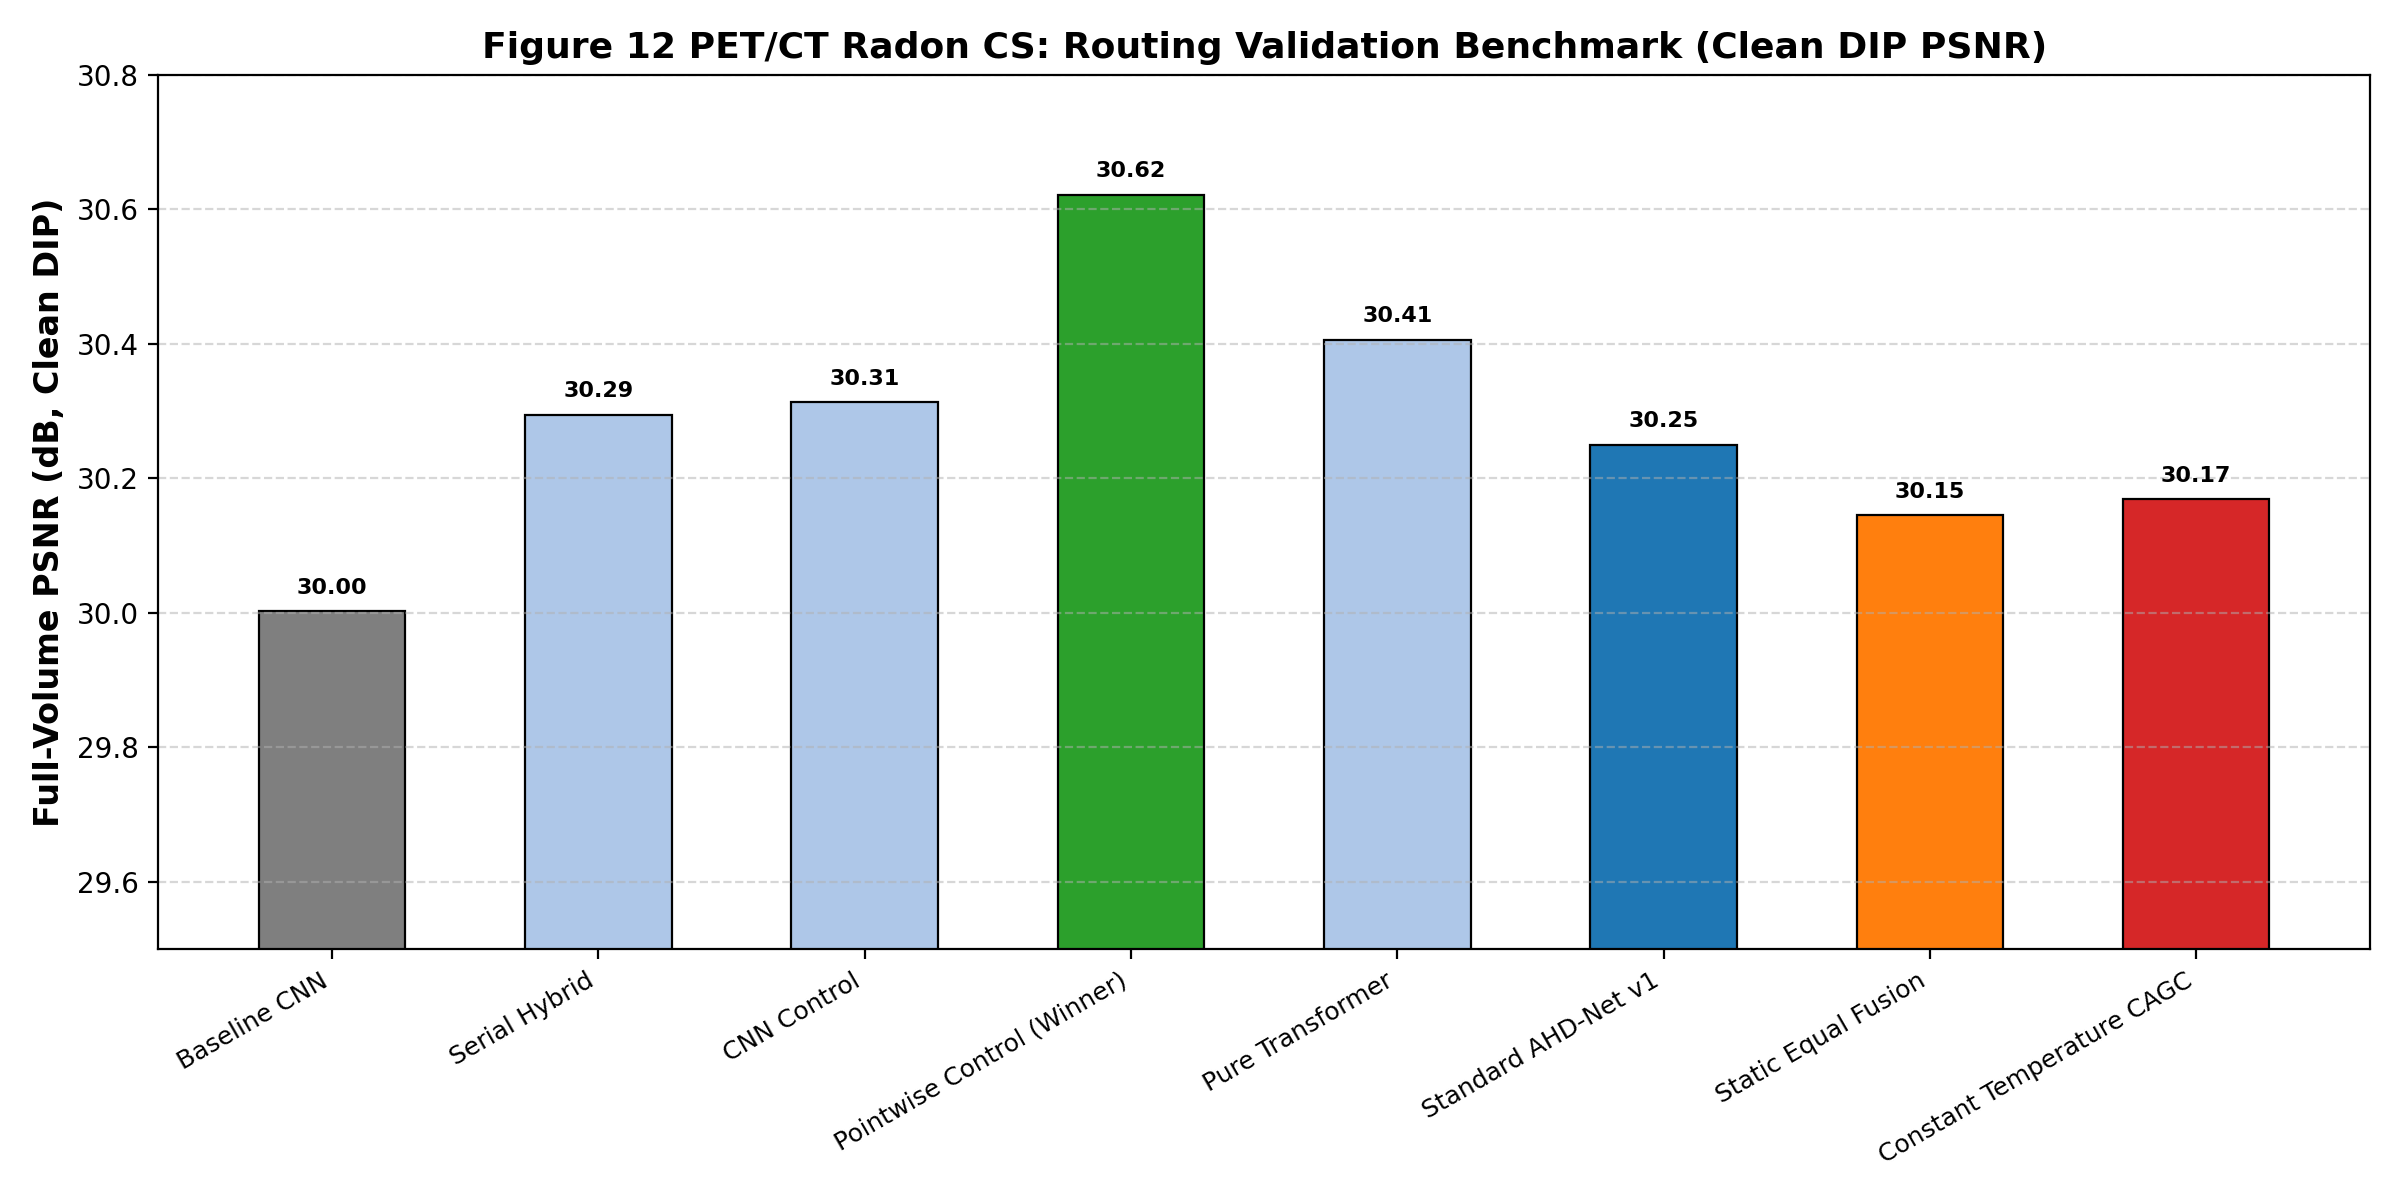 Figure 12 PET/CT Radon CS: Routing Validation Benchmark (Clean DIP PSNR)
Full-Volume PSNR (dB, Clean DIP)
30.8
30.6
30.4
30.2
30.0
29.8
29.6
30.00
30.29
30.31
30.62
30.41
30.25
30.15
30.17
Baseline CNN
Serial Hybrid
CNN Control
Pointwise Control (Winner)
Pure Transformer
Standard AHD-Net v1
Static Equal Fusion
Constant Temperature CAGC